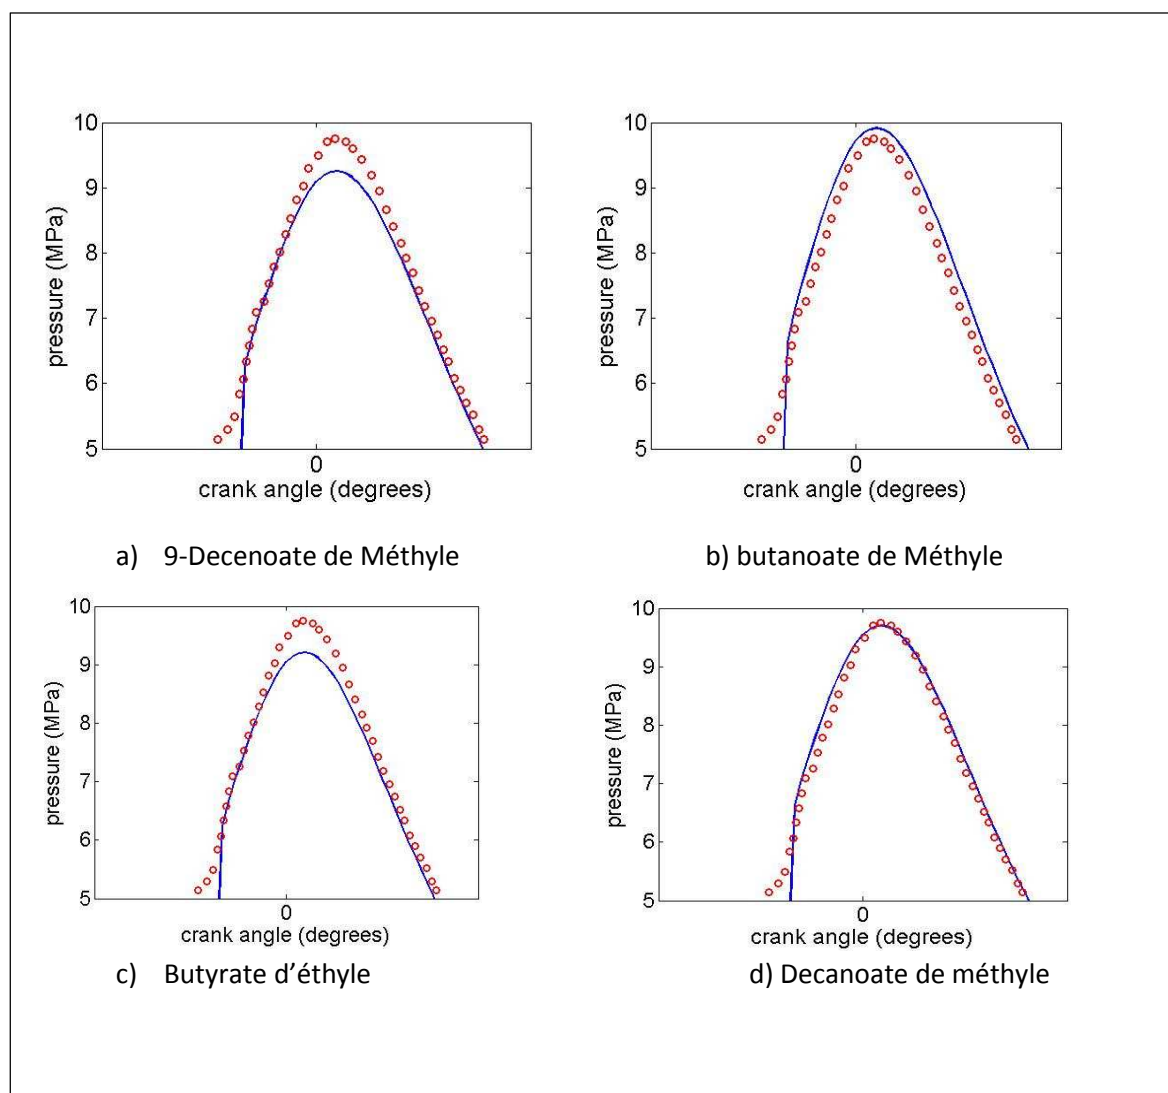 10
9
8
7
6
5
pressure (MPa)
0
crank angle (degrees)
a) 9-Decenoate de Méthyle
10
9
8
7
6
5
pressure (MPa)
0
crank angle (degrees)
b) butanoate de Méthyle
10
9
8
7
6
5
pressure (MPa)
0
crank angle (degrees)
c) Butyrate d’éthyle
10
9
8
7
6
5
pressure (MPa)
0
crank angle (degrees)
d) Decanoate de méthyle